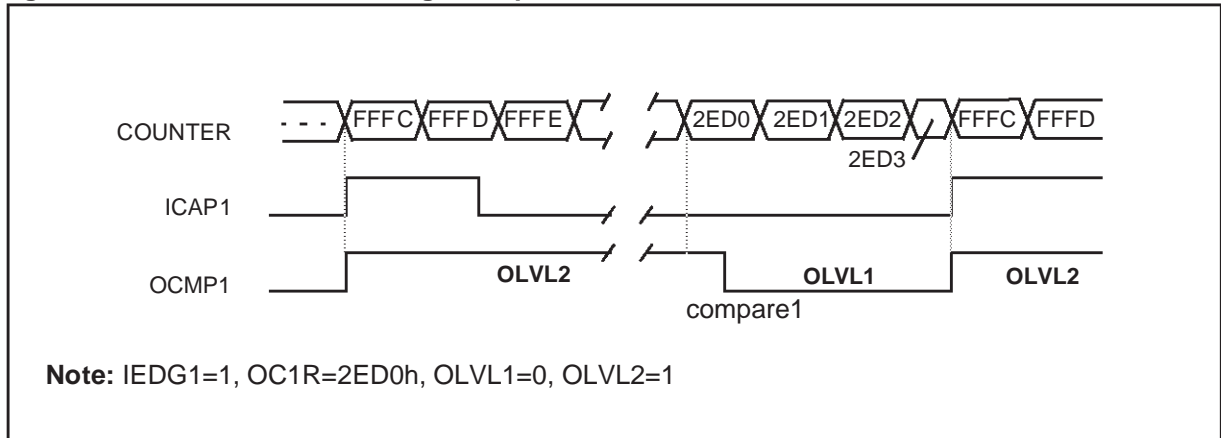 COUNTER
- - - FFFC FFFD FFFE 2ED0 2ED1 2ED2 FFFC FFFD
2ED3
ICAP1
OCMP1
OLVL2 OLVL1 OLVL2
compare1
Note: IEDG1=1, OC1R=2ED0h, OLVL1=0, OLVL2=1